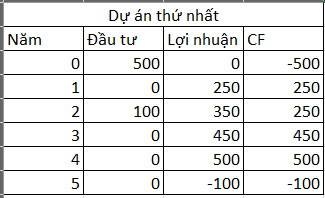 Dự án thứ nhất
Năm Đầu tư Lợi nhuận CF
0 500 0 -500
1 0 250 250
2 100 350 250
3 0 450 450
4 0 500 500
5 0 -100 -100